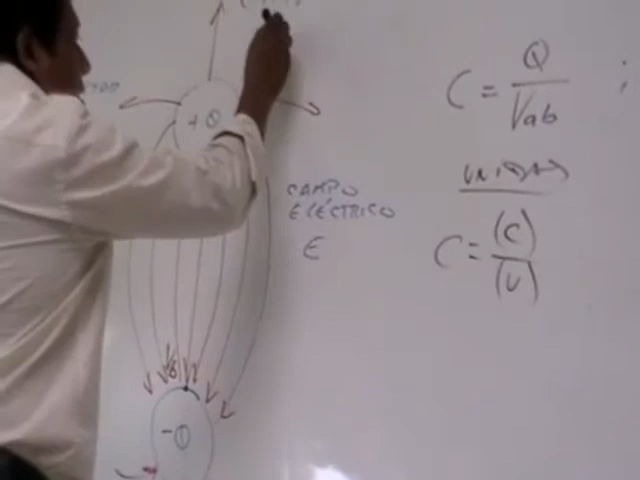 +Q
CAMPO
ELÉCTRICO
E
-Q
b
C = Q / Vab ;
UNIDAD
C = (C) / (V)